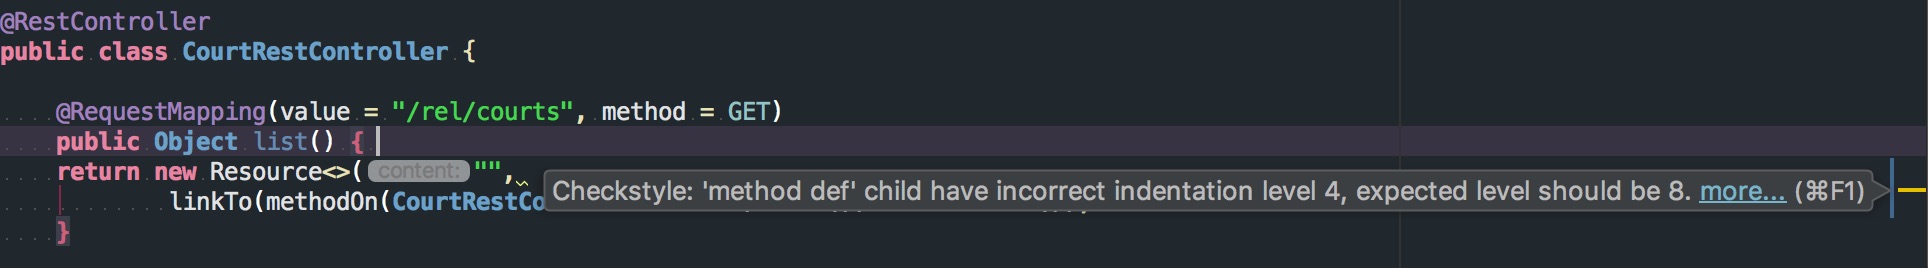 @RestController
public class CourtRestController {
@RequestMapping(value = "/rel/courts", method = GET)
public Object list() {
return new Resource<>( content: "",
Checkstyle: 'method def' child have incorrect indentation level 4, expected level should be 8. more... (⌘F1)
linkTo(methodOn(CourtRestCo
}